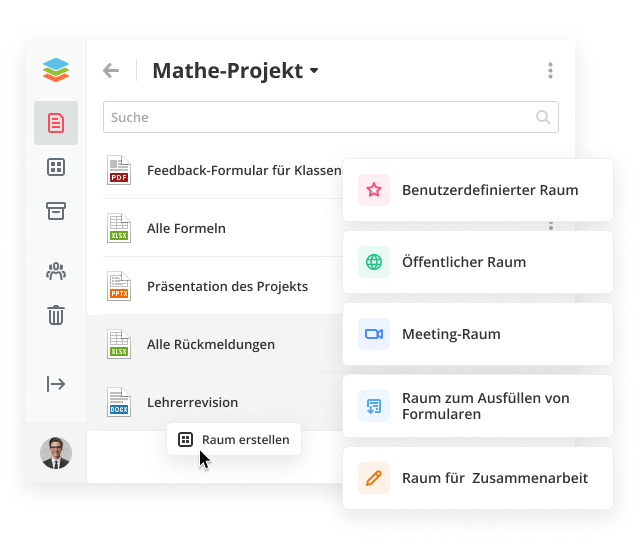 Mathe-Projekt
Suche
Feedback-Formular für Klassen
PDF
Alle Formeln
XLSX
Präsentation des Projekts
PPTX
Alle Rückmeldungen
XLSX
Lehrerrevision
DOCX
Raum erstellen
Benutzerdefinierter Raum
Öffentlicher Raum
Meeting-Raum
Raum zum Ausfüllen von
Formularen
Raum für Zusammenarbeit